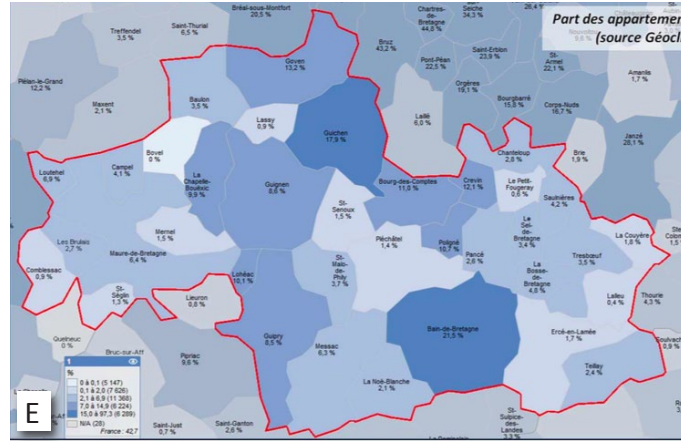 Part des appartemen
(source Géocl
Bréal-sous-Montfort
20,5 %
Chartres-
de-
Bretagne
44,8 %
Seiche
34,3 %
26,4 %
Treffendel
3,5 %
Saint-Thurial
6,5 %
Bruz
43,2 %
Pont-Péan
22,5 %
Saint-Erblon
23,9 %
St-
Armel
22,1 %
Goven
13,2 %
Plélan-le-Grand
12,2 %
Orgères
19,1 %
Amanlis
1,7 %
Maxent
2,1 %
Baulon
3,5 %
Bourgbarré
15,8 %
Corps-Nuds
16,7 %
Lassy
0,9 %
Guichen
17,9 %
Laillé
6,0 %
Janzé
28,1 %
Bovel
0 %
Chanteloup
2,8 %
Brie
1,9 %
Loutehel
6,9 %
Campel
4,1 %
La
Chapelle-
Bouëxic
9,9 %
Guignen
8,6 %
Bourg-des-Comptes
11,0 %
Crevin
12,1 %
Le Petit-
Fougeray
0,6 %
Saulnières
4,2 %
St-
Senoux
1,5 %
Mernel
1,5 %
Le
Sel-
de-
Bretagne
3,4 %
La Couyère
1,8 %
Les Brulais
2,7 %
Maure-de-Bretagne
6,4 %
Pléchâtel
1,4 %
Poligné
10,7 %
Pancé
2,6 %
Tresbœuf
3,5 %
St-
Malo-
de-
Phily
3,7 %
La
Bosse-
de-
Bretagne
4,8 %
Comblessac
0,9 %
Lohéac
10,1 %
St-
Séglin
1,3 %
Lieuron
0,8 %
Lalleu
0,4 %
Thourie
4,3 %
Guipry
8,5 %
Messac
6,3 %
Bain-de-Bretagne
21,5 %
Ercé-en-Lamée
1,7 %
Quelneuc
0 %
Bruc-sur-Aff
Pipriac
9,6 %
Teillay
2,4 %
La Noë-Blanche
2,1 %
Saint-Just
0,7 %
Saint-Ganton
2,6 %
St-
Sulpice-
des-
Landes
3,3 %
1
%
0 à 0,1 (5 147)
0,1 à 2,0 (7 626)
2,1 à 6,9 (11 368)
7,0 à 14,9 (6 224)
15,0 à 97,3 (6 289)
N/A (28)
France : 42,7
E